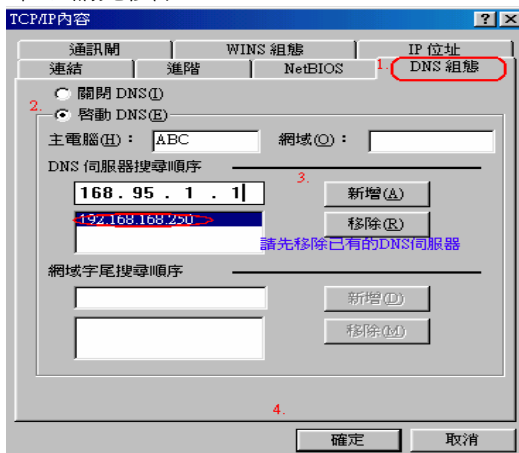 TCP/IP內容
通訊閘 WINS 組態 IP 位址
連結 進階 NetBIOS 1. DNS 組態
關閉 DNS(I)
2. 啓動 DNS(E)
主電腦(H)： ABC 網域(O)：
DNS 伺服器搜尋順序
3.
168 . 95 . 1 . 1 新增(A)
192.168.168.250 移除(R)
請先移除已有的DNS伺服器
網域字尾搜尋順序
新增(D)
移除(M)
4.
確定 取消